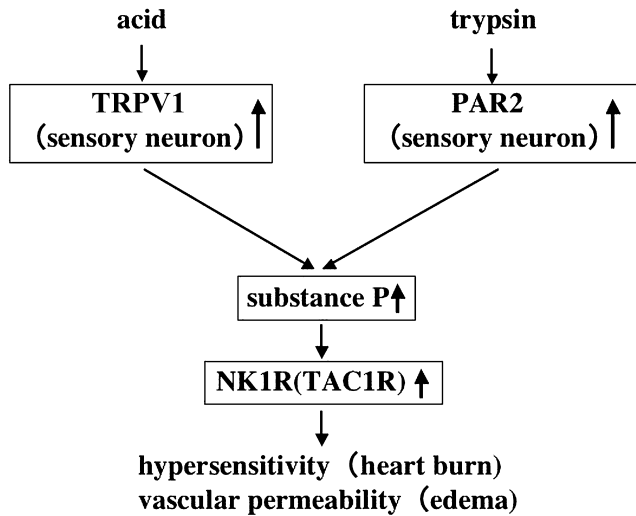 acid
trypsin
TRPV1
(sensory neuron)
PAR2
(sensory neuron)
substance P
NK1R(TAC1R)
hypersensitivity (heart burn)
vascular permeability (edema)